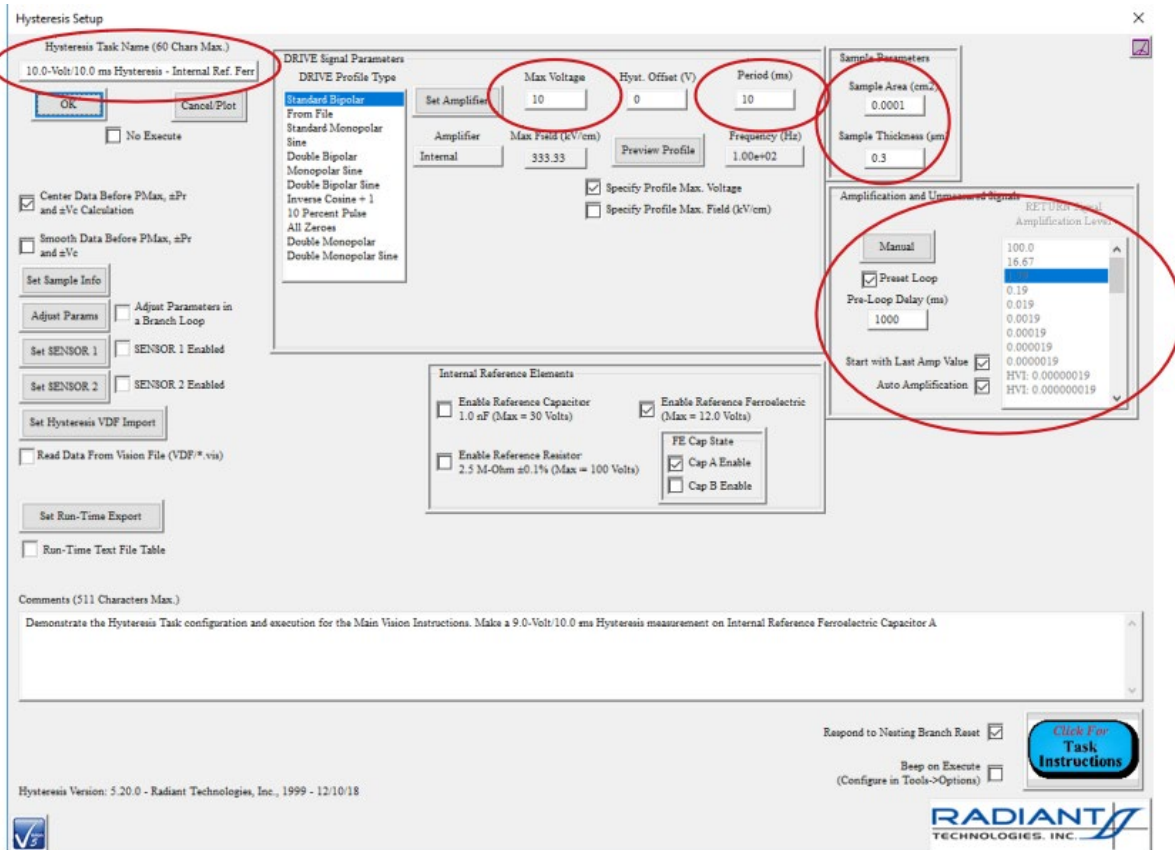 Hysteresis Setup
Hysteresis Task Name (60 Chars Max.)
10.0-Volt/10.0 ms Hysteresis - Internal Ref. Ferr
OK
Cancel/Plot
No Execute
Center Data Before PMax, ±Pr
and ±Vc Calculation
Smooth Data Before PMax, ±Pr
and ±Vc
Set Sample Info
Adjust Params
Adjust Parameters in
a Branch Loop
Set SENSOR 1
SENSOR 1 Enabled
Set SENSOR 2
SENSOR 2 Enabled
Set Hysteresis VDF Import
Read Data From Vision File (VDF/*.vis)
Set Run-Time Export
Run-Time Text File Table
DRIVE Signal Parameters
DRIVE Profile Type
Standard Bipolar
From File
Standard Monopolar
Sine
Double Bipolar
Monopolar Sine
Double Bipolar Sine
Inverse Cosine + 1
10 Percent Pulse
All Zeroes
Double Monopolar
Double Monopolar Sine
Set Amplifier
Amplifier
Internal
Max Voltage
10
Max Field (kV/cm)
333.33
Hyst. Offset (V)
0
Preview Profile
Period (ms)
10
Frequency (Hz)
1.00e+02
Specify Profile Max. Voltage
Specify Profile Max. Field (kV/cm)
Sample Parameters
Sample Area (cm2)
0.0001
Sample Thickness (µm)
0.3
Amplification and Unmeasured Signals
Manual
Preset Loop
Pre-Loop Delay (ms)
1000
Start with Last Amp Value
Auto Amplification
RETURN Signal
Amplification Level
100.0
16.67
0.19
0.019
0.0019
0.00019
0.000019
0.0000019
HVI: 0.00000019
HVI: 0.000000019
Internal Reference Elements
Enable Reference Capacitor
1.0 nF (Max = 30 Volts)
Enable Reference Resistor
2.5 M-Ohm ±0.1% (Max = 100 Volts)
Enable Reference Ferroelectric
(Max = 12.0 Volts)
FE Cap State
Cap A Enable
Cap B Enable
Comments (511 Characters Max.)
Demonstrate the Hysteresis Task configuration and execution for the Main Vision Instructions. Make a 9.0-Volt/10.0 ms Hysteresis measurement on Internal Reference Ferroelectric Capacitor A
Respond to Nesting Branch Reset
Beep on Execute
(Configure in Tools->Options)
Click For
Task
Instructions
Hysteresis Version: 5.20.0 - Radiant Technologies, Inc., 1999 - 12/10/18
RADIANT
TECHNOLOGIES, INC.